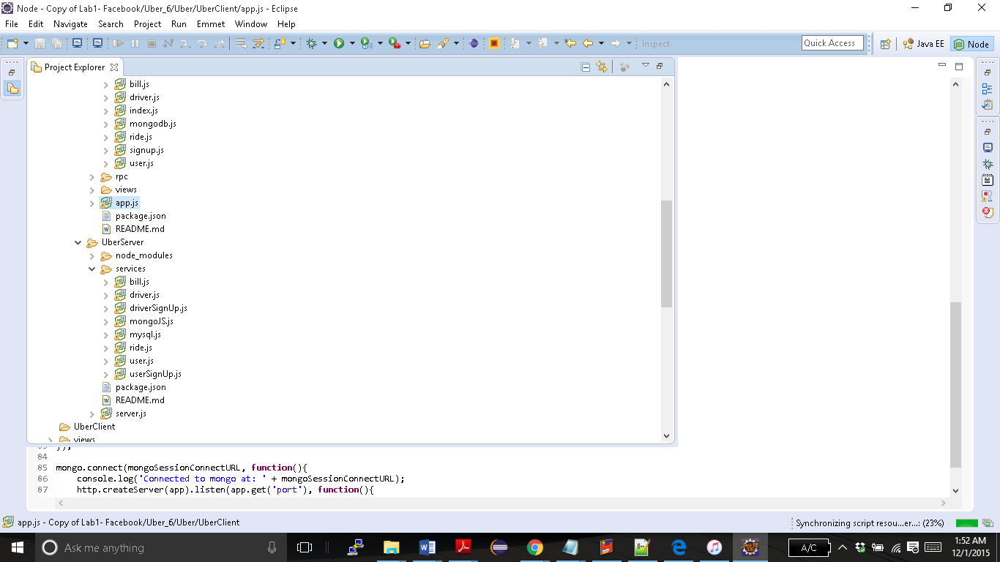 Node - Copy of Lab1- Facebook/Uber_6/Uber/UberClient/app.js - Eclipse
File Edit Navigate Search Project Run Emmet Window Help
Inspect
Quick Access
Java EE
Node
Project Explorer
bill.js
driver.js
index.js
mongodb.js
ride.js
signup.js
user.js
rpc
views
app.js
package.json
README.md
UberServer
node_modules
services
bill.js
driver.js
driverSignUp.js
mongoJS.js
mysql.js
ride.js
user.js
userSignUp.js
package.json
README.md
server.js
UberClient
views
84
85 mongo.connect(mongoSessionConnectURL, function(){
86 console.log('Connected to mongo at: ' + mongoSessionConnectURL);
87 http.createServer(app).listen(app.get('port'), function(){
app.js - Copy of Lab1- Facebook/Uber_6/Uber/UberClient
Synchronizing script resou...er...: (23%)
Ask me anything
A/C
1:52 AM
12/1/2015